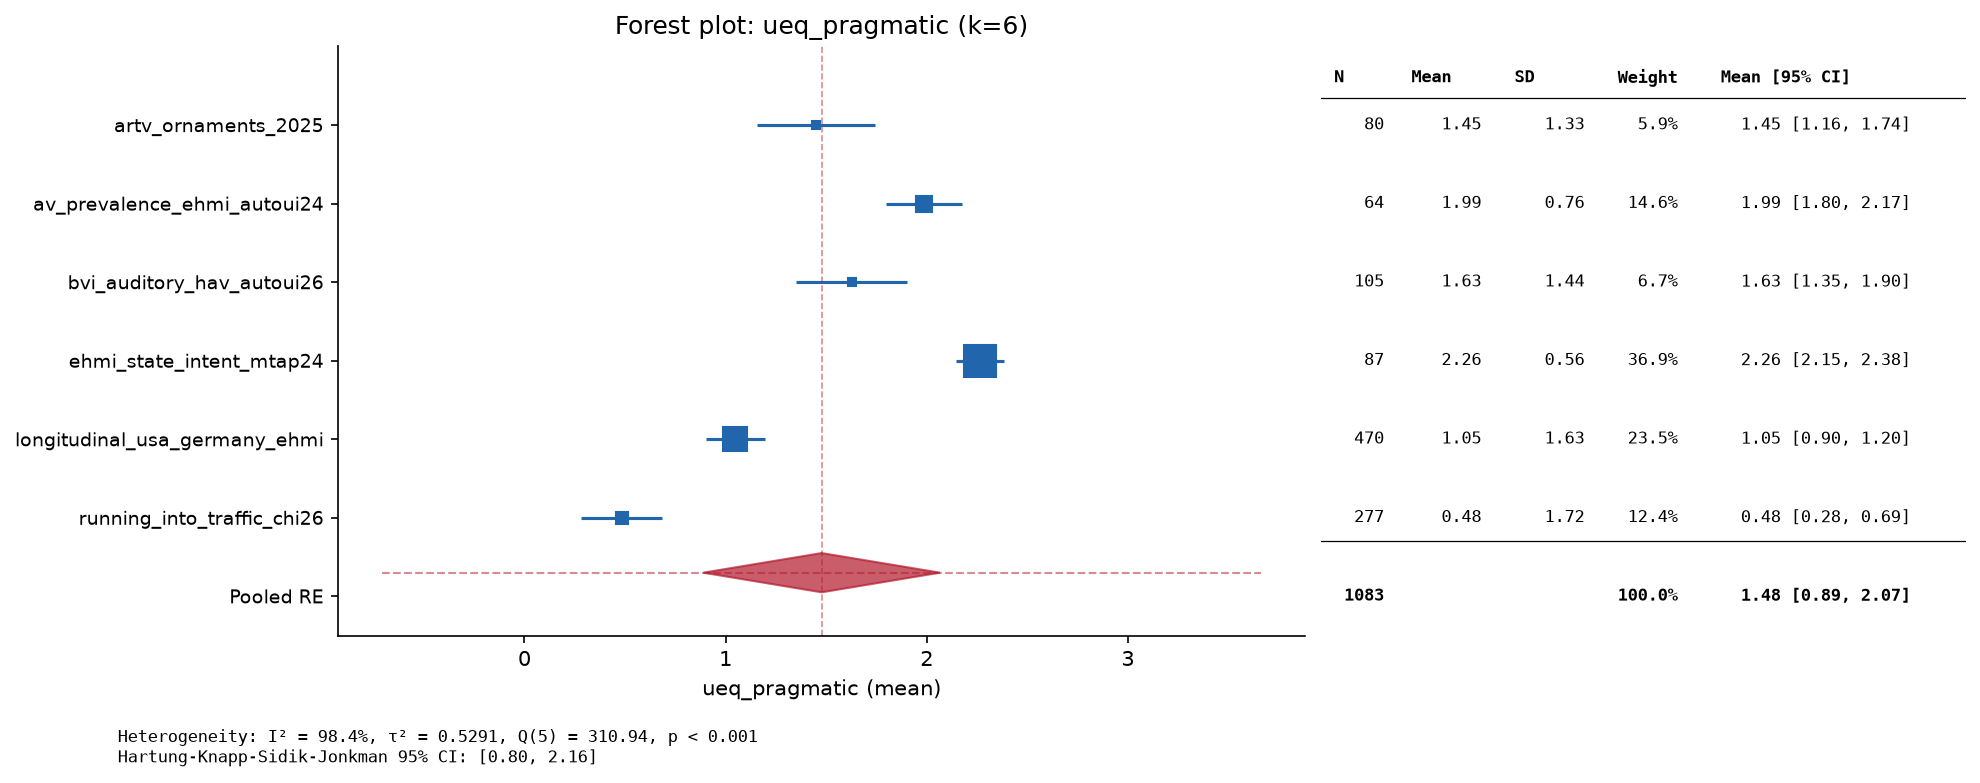 Forest plot: ueq_pragmatic (k=6)
N Mean SD Weight Mean [95% CI]
artv_ornaments_2025 80 1.45 1.33 5.9% 1.45 [1.16, 1.74]
av_prevalence_ehmi_autoui24 64 1.99 0.76 14.6% 1.99 [1.80, 2.17]
bvi_auditory_hav_autoui26 105 1.63 1.44 6.7% 1.63 [1.35, 1.90]
ehmi_state_intent_mtap24 87 2.26 0.56 36.9% 2.26 [2.15, 2.38]
longitudinal_usa_germany_ehmi 470 1.05 1.63 23.5% 1.05 [0.90, 1.20]
running_into_traffic_chi26 277 0.48 1.72 12.4% 0.48 [0.28, 0.69]
Pooled RE 1083 100.0% 1.48 [0.89, 2.07]
0 1 2 3
ueq_pragmatic (mean)
Heterogeneity: I² = 98.4%, τ² = 0.5291, Q(5) = 310.94, p < 0.001
Hartung-Knapp-Sidik-Jonkman 95% CI: [0.80, 2.16]